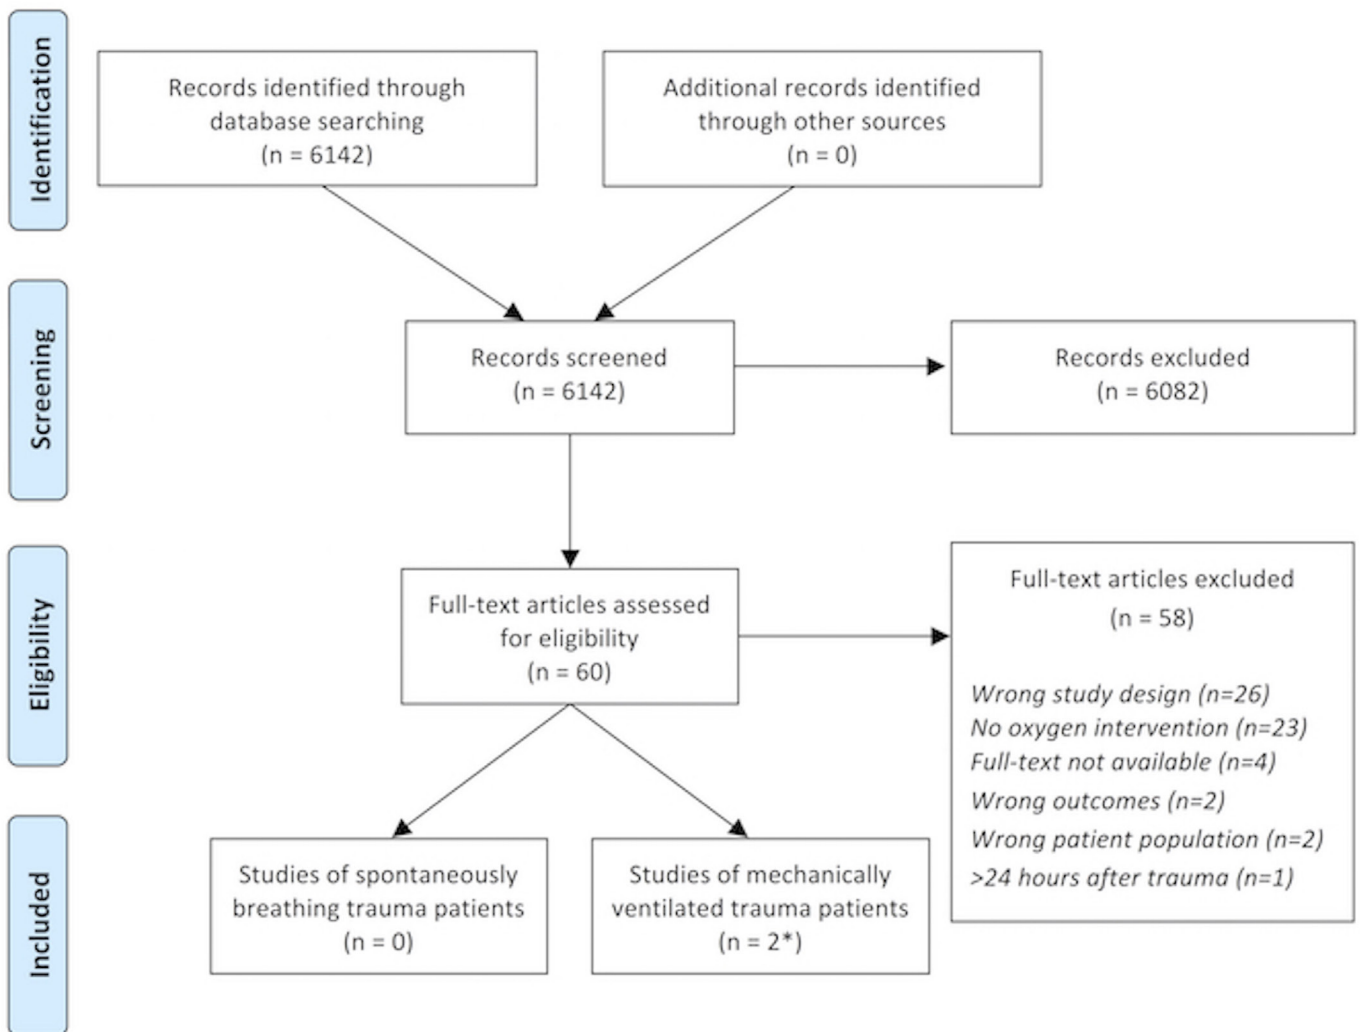 Identification
Records identified through
database searching
(n = 6142)
Additional records identified
through other sources
(n = 0)
Screening
Records screened
(n = 6142)
Records excluded
(n = 6082)
Eligibility
Full-text articles assessed
for eligibility
(n = 60)
Full-text articles excluded
(n = 58)
Wrong study design (n=26)
No oxygen intervention (n=23)
Full-text not available (n=4)
Wrong outcomes (n=2)
Wrong patient population (n=2)
>24 hours after trauma (n=1)
Included
Studies of spontaneously
breathing trauma patients
(n = 0)
Studies of mechanically
ventilated trauma patients
(n = 2*)